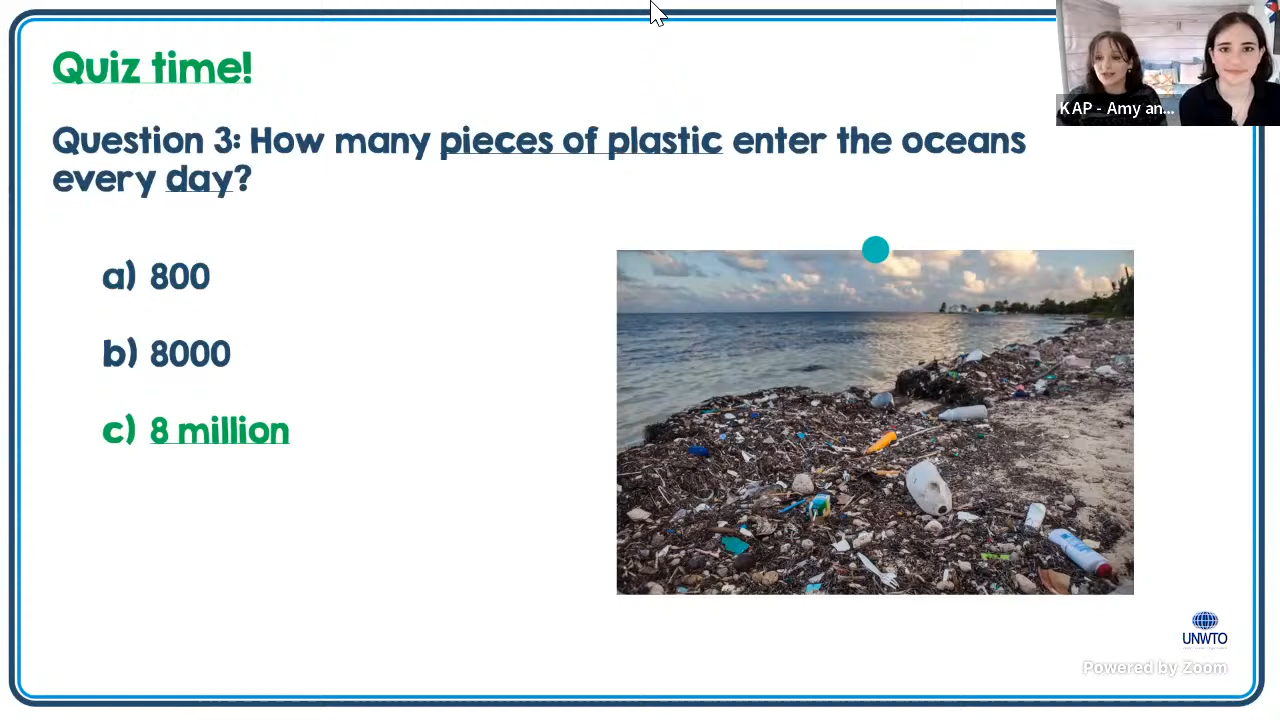 Quiz time!
Question 3: How many pieces of plastic enter the oceans
every day?
a) 800
b) 8000
c) 8 million
KAP - Amy an...
UNWTO
Powered by Zoom